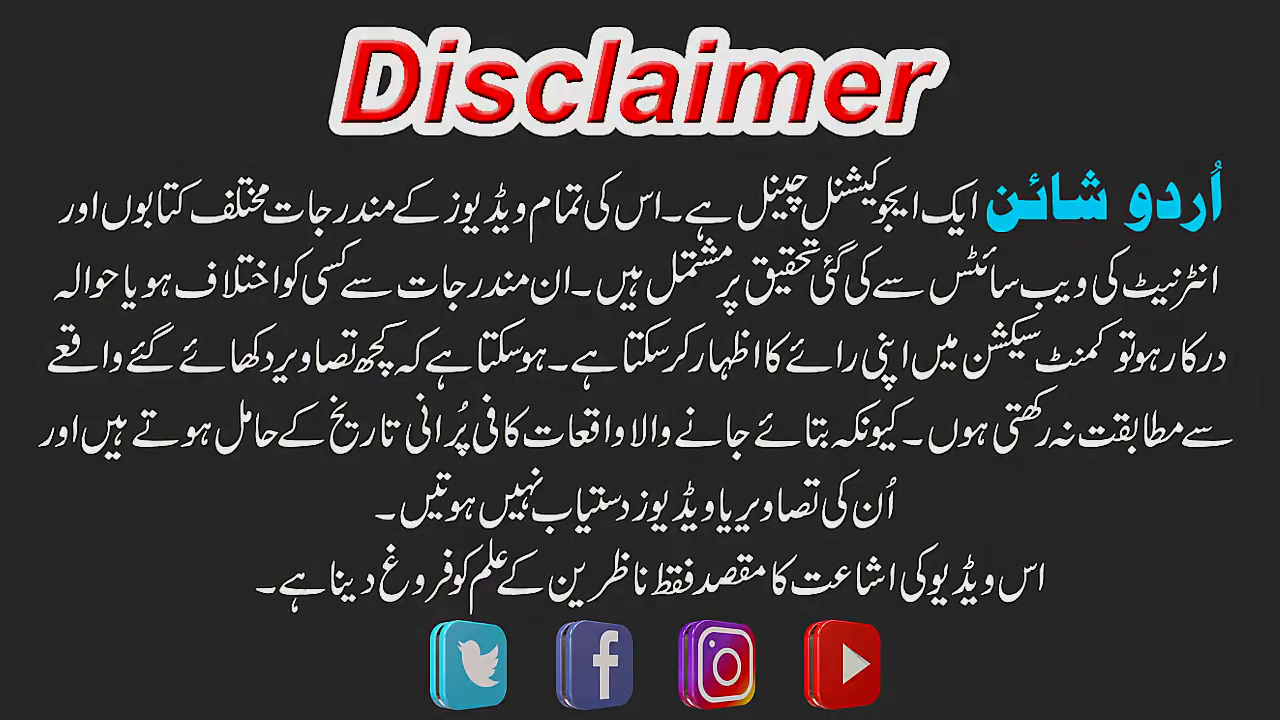 Disclaimer
اُردو شائن ایک ایجوکیشنل چینل ہے۔ اس کی تمام ویڈیوز کے مندرجات مختلف کتابوں اور
انٹرنیٹ کی ویب سائٹس سے کی گئی تحقیق پر مشتمل ہیں۔ ان مندرجات سے کسی کو اختلاف ہو یا حوالہ
درکار ہو تو کمنٹ سیکشن میں اپنی رائے کا اظہار کر سکتا ہے۔ ہو سکتا ہے کہ کچھ تصاویر دکھائے گئے واقعے
سے مطابقت نہ رکھتی ہوں۔ کیونکہ بتائے جانے والا واقعات کافی پُرانی تاریخ کے حامل ہوتے ہیں اور
اُن کی تصاویر یا ویڈیوز دستیاب نہیں ہوتیں۔
اس ویڈیو کی اشاعت کا مقصد فقط ناظرین کے علم کو فروغ دینا ہے۔